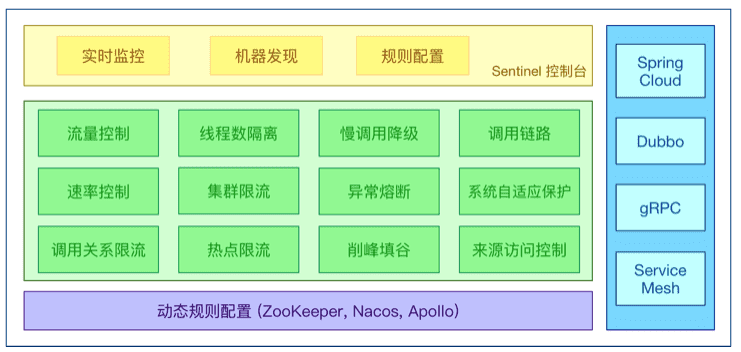 实时监控
机器发现
规则配置
Sentinel 控制台
流量控制
线程数隔离
慢调用降级
调用链路
速率控制
集群限流
异常熔断
系统自适应保护
调用关系限流
热点限流
削峰填谷
来源访问控制
动态规则配置 (ZooKeeper, Nacos, Apollo)
Spring
Cloud
Dubbo
gRPC
Service
Mesh